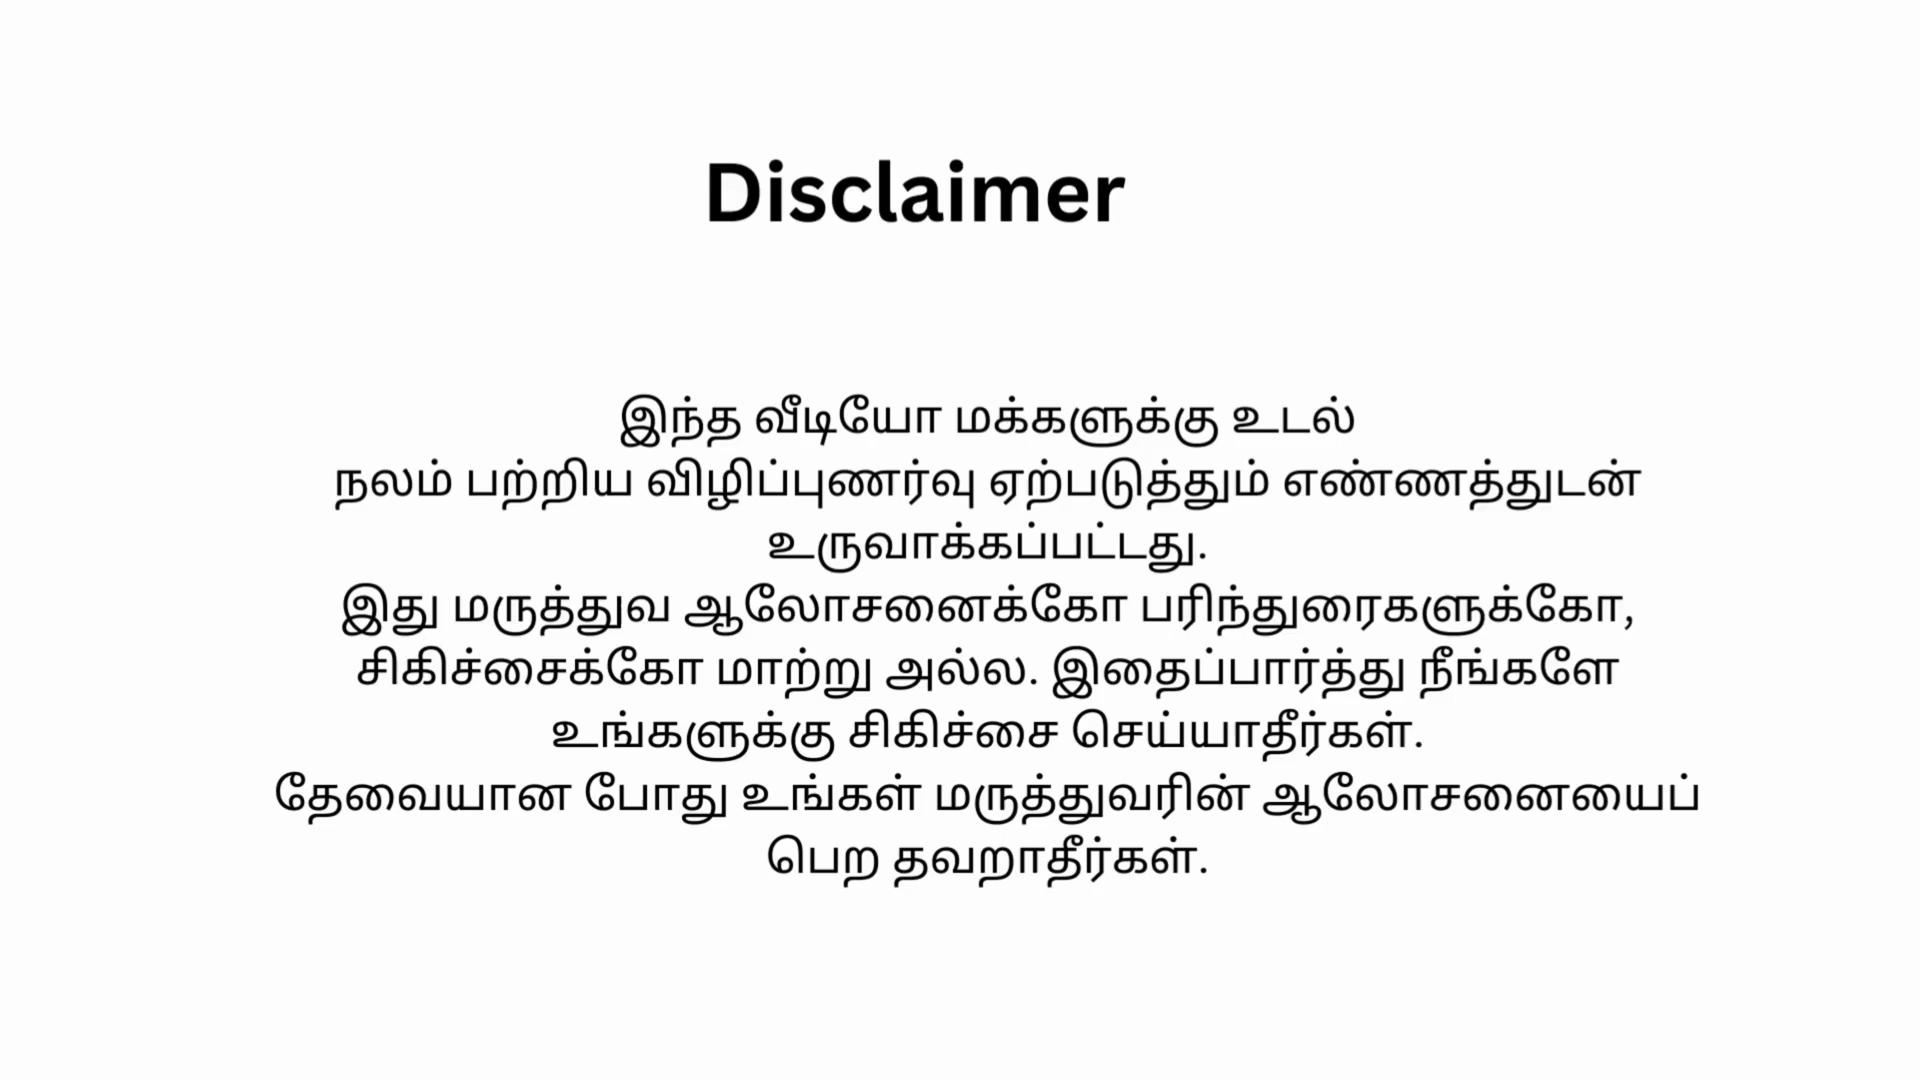 Disclaimer
இந்த வீடியோ மக்களுக்கு உடல்
நலம் பற்றிய விழிப்புணர்வு ஏற்படுத்தும் எண்ணத்துடன்
உருவாக்கப்பட்டது.
இது மருத்துவ ஆலோசனைக்கோ பரிந்துரைகளுக்கோ,
சிகிச்சைக்கோ மாற்று அல்ல. இதைப்பார்த்து நீங்களே
உங்களுக்கு சிகிச்சை செய்யாதீர்கள்.
தேவையான போது உங்கள் மருத்துவரின் ஆலோசனையைப்
பெற தவறாதீர்கள்.